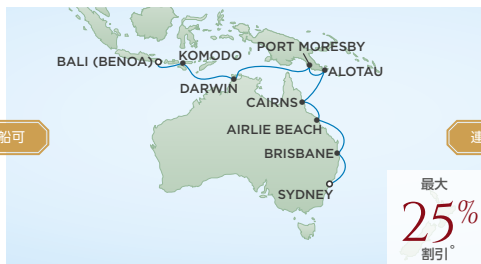 PORT MORESBY
BALI (BENOA)
KOMODO
ALOTAU
DARWIN
CAIRNS
AIRLIE BEACH
船可
連
BRISBANE
SYDNEY
最大
25%
割引°